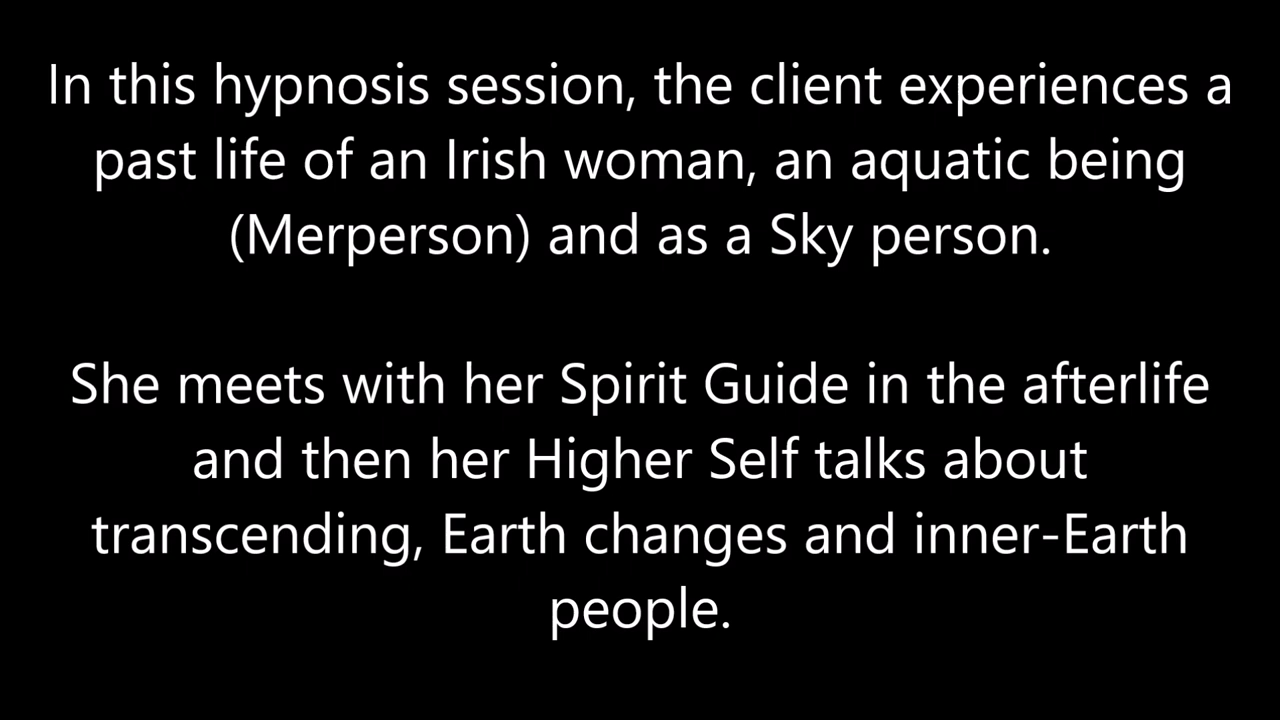 In this hypnosis session, the client experiences a
past life of an Irish woman, an aquatic being
(Merperson) and as a Sky person.
She meets with her Spirit Guide in the afterlife
and then her Higher Self talks about
transcending, Earth changes and inner-Earth
people.